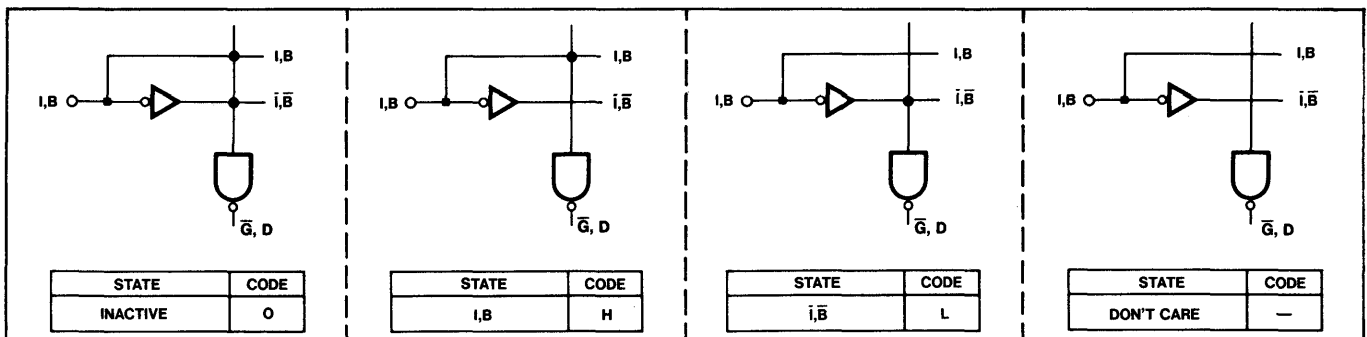 I,B
I,B
I̅,B̅
G̅, D
STATE CODE
INACTIVE O
I,B
I,B
I̅,B̅
G̅, D
STATE CODE
I,B H
I,B
I,B
I̅,B̅
G̅, D
STATE CODE
I̅,B̅ L
I,B
I,B
I̅,B̅
G̅, D
STATE CODE
DON'T CARE —